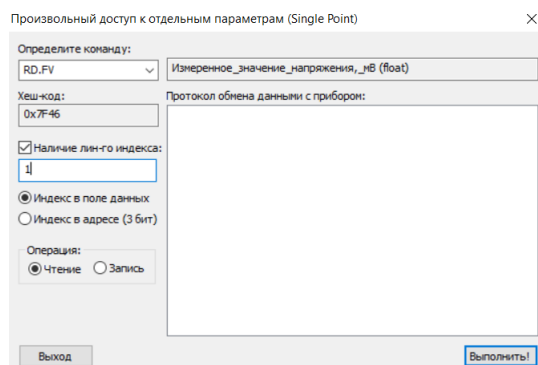 Произвольный доступ к отдельным параметрам (Single Point)
Определите команду:
RD.FV
Измеренное_значение_напряжения,_мВ (float)
Хеш-код:
Протокол обмена данными с прибором:
0x7F46
Наличие лин-го индекса:
1
Индекс в поле данных
Индекс в адресе (3 бит)
Операция:
Чтение
Запись
Выход
Выполнить!